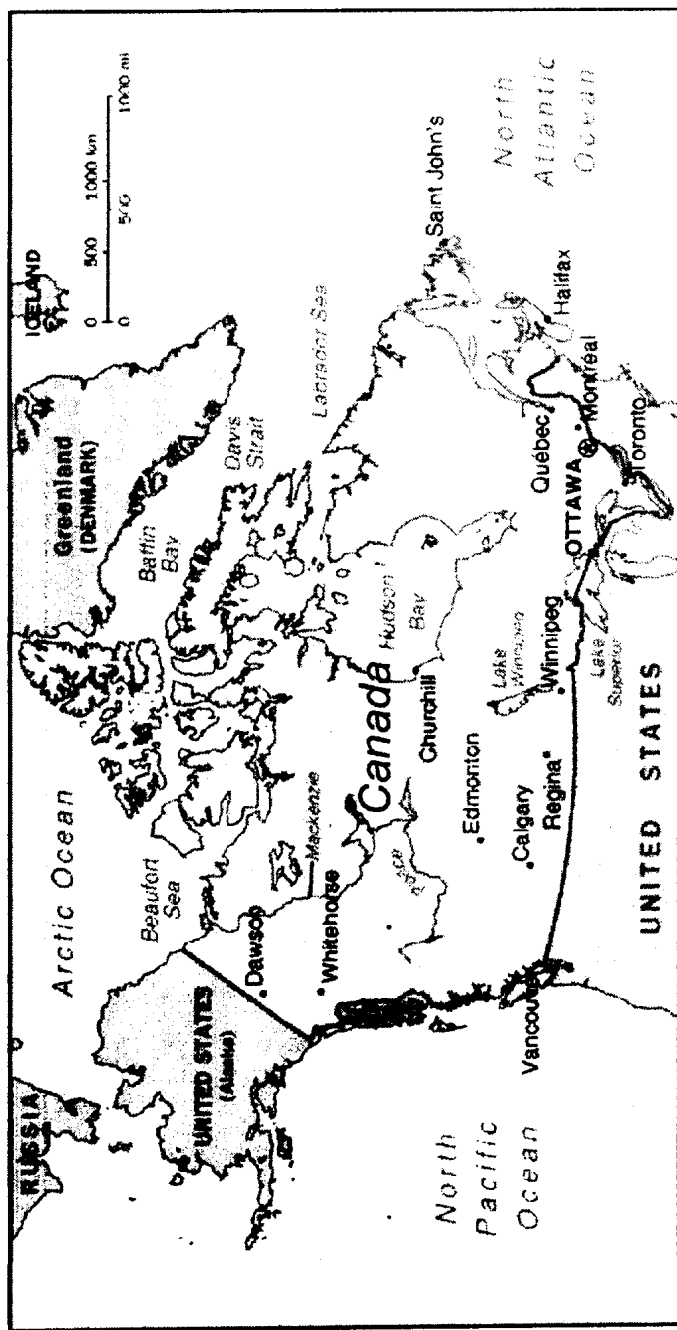 RUSSIA
Arctic Ocean
Greenland
(DENMARK)
ICELAND
0 500 1000 km
0 500 1000 mi
UNITED STATES
(Alaska)
Beaufort
Sea
Baffin
Bay
Davis
Strait
Labrador Sea
Dawson
Whitehorse
Mackenzie
Canada
Hudson
Bay
Churchill
Peace
Edmonton
Calgary
Regina
Lake
Winnipeg
Winnipeg
Lake
Superior
Vancouver
OTTAWA
Québec
Montréal
Toronto
Halifax
Saint John's
North
Pacific
Ocean
North
Atlantic
Ocean
UNITED STATES